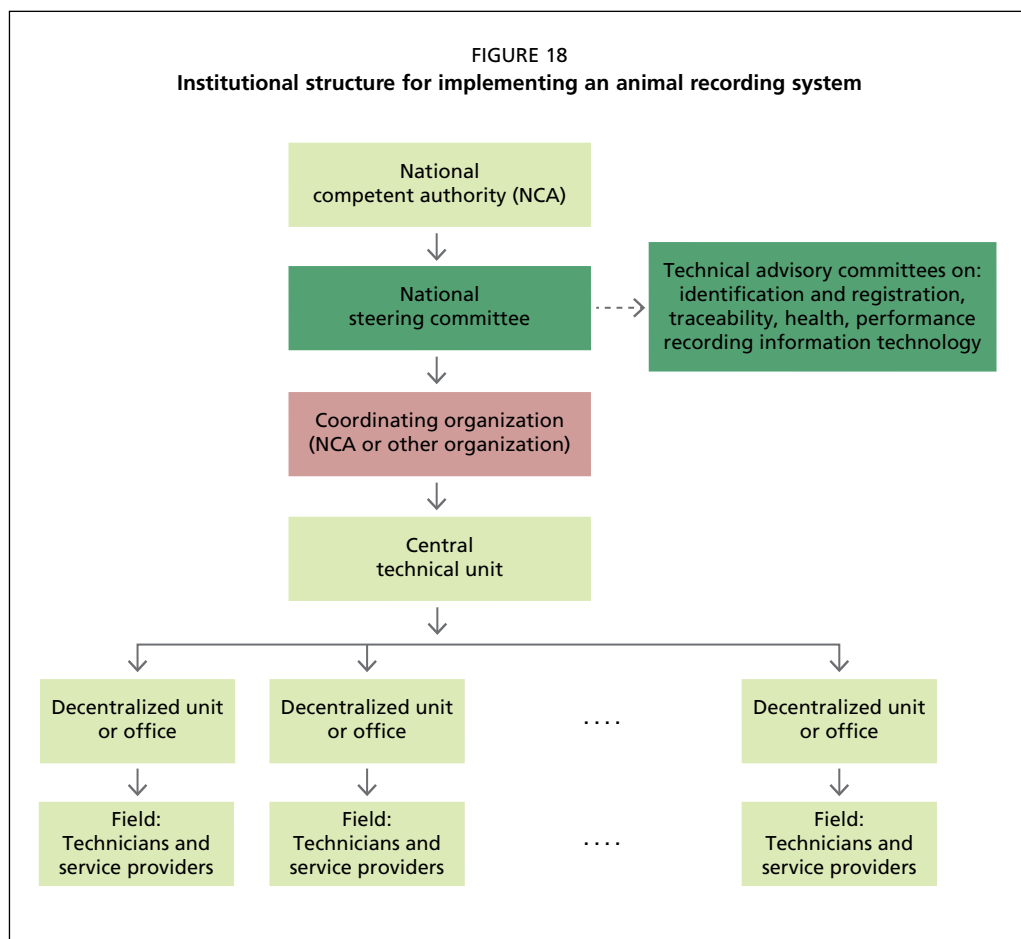 FIGURE 18
Institutional structure for implementing an animal recording system
National
competent authority (NCA)
National
steering committee
Technical advisory committees on:
identification and registration,
traceability, health, performance
recording information technology
Coordinating organization
(NCA or other organization)
Central
technical unit
Decentralized unit
or office
Decentralized unit
or office
....
Decentralized unit
or office
Field:
Technicians and
service providers
Field:
Technicians and
service providers
....
Field:
Technicians and
service providers